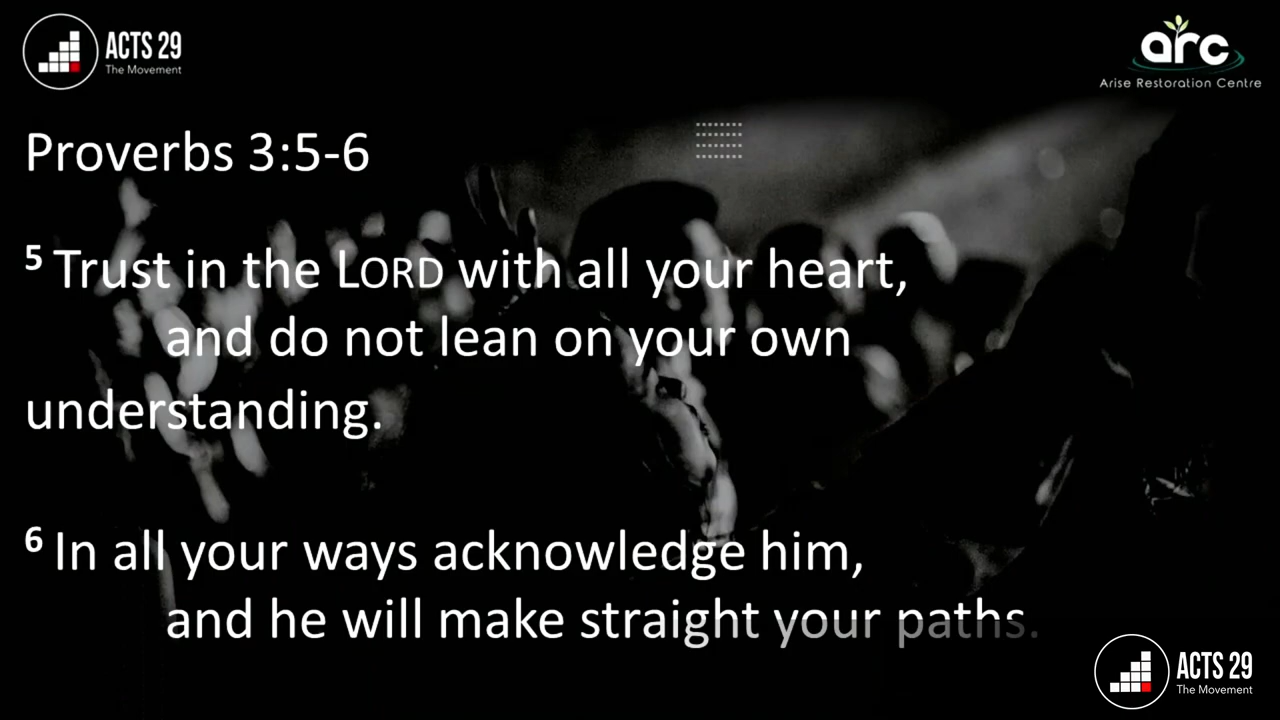 ACTS 29
The Movement
arc
Arise Restoration Centre
Proverbs 3:5-6
5 Trust in the LORD with all your heart,
and do not lean on your own
understanding.
6 In all your ways acknowledge him,
and he will make straight your paths.
ACTS 29
The Movement